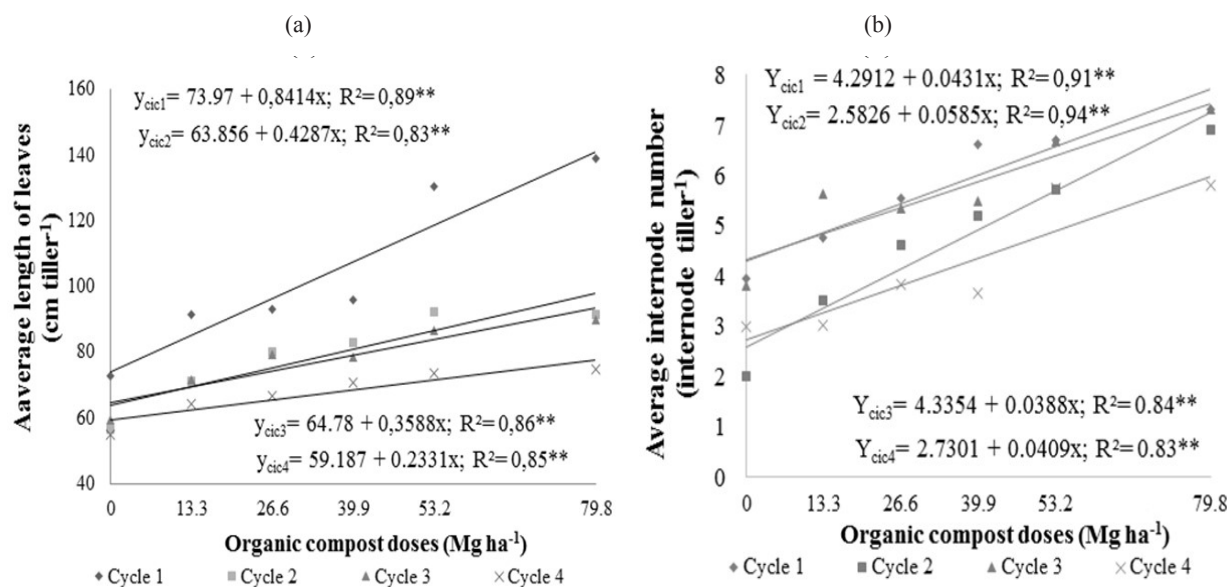 (a)
160
140
120
100
80
60
40
y_cic1= 73.97 + 0,8414x; R²= 0,89**
y_cic2= 63.856 + 0.4287x; R²= 0,83**
y_cic3= 64.78 + 0,3588x; R²= 0,86**
y_cic4= 59.187 + 0.2331x; R²= 0,85**
Aaverage length of leaves
(cm tiller⁻¹)
0 13.3 26.6 39.9 53.2 79.8
Organic compost doses (Mg ha⁻¹)
Cycle 1 Cycle 2 Cycle 3 Cycle 4
(b)
8
7
6
5
4
3
2
1
0
Y_cic1 = 4.2912 + 0.0431x; R²= 0,91**
Y_cic2 = 2.5826 + 0.0585x; R²= 0,94**
Y_cic3 = 4.3354 + 0.0388x; R²= 0.84**
Y_cic4= 2.7301 + 0.0409x; R²= 0.83**
Average internode number
(internode tiller⁻¹)
0 13.3 26.6 39.9 53.2 79.8
Organic compost doses (Mg ha⁻¹)
Cycle 1 Cycle 2 Cycle 3 Cycle 4